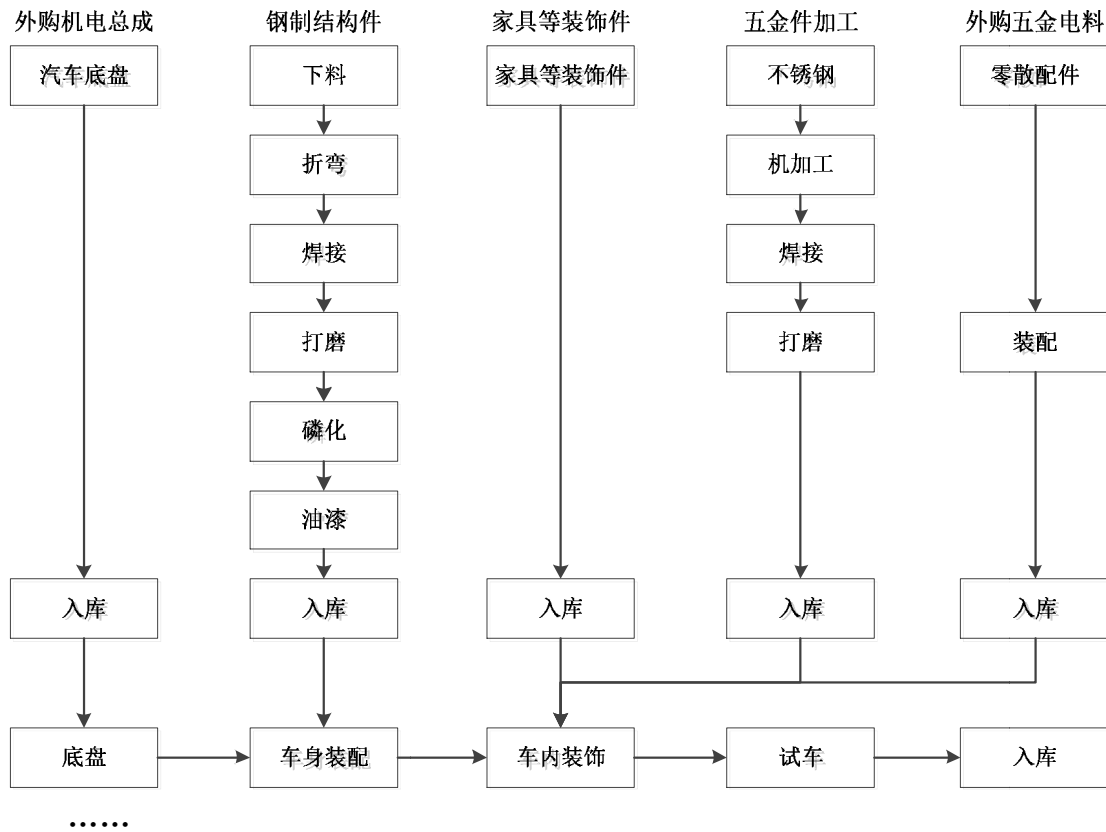 外购机电总成 钢制结构件 家具等装饰件 五金件加工 外购五金电料
汽车底盘 下料 家具等装饰件 不锈钢 零散配件
折弯 机加工
焊接 焊接
打磨 打磨 装配
磷化
油漆
入库 入库 入库 入库 入库
底盘 车身装配 车内装饰 试车 入库
……